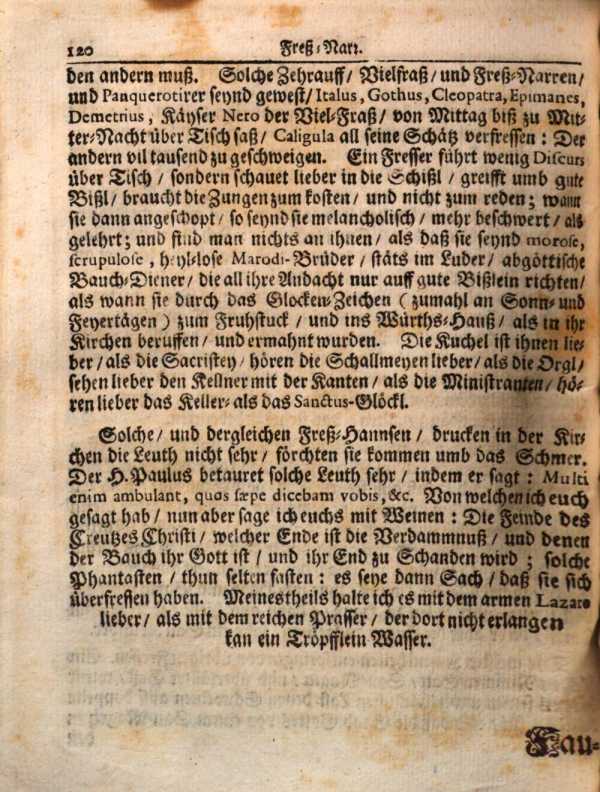 120 Freß-Narr.
den andern muß. Solche Zehrauff/ Vielfraß/ und Freß-Narren/
und Panquerotirer seynd gewest/ Italus, Gothus, Cleopatra, Epimanes,
Demetrius, Käyser Nero der Viel-Fraß/ von Mittag biß zu Mit-
ter-Nacht über Tisch saß/ Caligula all seine Schätz verfressen: Der
andern vil tausend zu geschweigen. Ein Fresser führt wenig Discurs
über Tisch/ sondern schauet lieber in die Schißl/ greifft umb gute
Bißl/ braucht die Zungen zum kosten/ und nicht zum reden; wann
sie dann angeschopt/ so seynd sie melancholisch/ mehr beschwert/ als
gelehrt; und find man nichts an ihnen/ als daß sie seynd morose,
scrupulose, heyl-lose Marodi-Brüder/ stäts im Luder/ abgöttische
Bauch-Diener/ die all ihre Andacht nur auff gute Bißlein richten/
als wann sie durch das Glocken-Zeichen (zumahl an Sonn- und
Feyertägen) zum Fruhstuck/ und ins Würths-Hauß/ als in ihr
Kirchen beruffen/ und ermahnt wurden. Die Kuchel ist ihnen lie-
ber/ als die Sacristey/ hören die Schallmeyen lieber/ als die Orgl/
sehen lieber den Kellner mit der Kanten/ als die Ministranten/ hö-
ren lieber das Keller- als das Sanctus-Glöckl.
Solche/ und dergleichen Freß-Hannsen/ drucken in der Kir-
chen die Leuth nicht sehr/ förchten sie kommen umb das Schmer.
Der H. Paulus betauret solche Leuth sehr/ indem er sagt: Multi
enim ambulant, quos sæpe dicebam vobis, &c. Von welchen ich euch
gesagt hab/ nun aber sage ich euchs mit Weinen: Die Feinde des
Creutzes Christi/ welcher Ende ist die Verdammnuß/ und denen
der Bauch ihr Gott ist/ und ihr End zu Schanden wird; solche
Phantasten/ thun selten fasten: es seye dann Sach/ daß sie sich
überfressen haben. Meines theils halte ich es mit dem armen Lazaro
lieber/ als mit dem reichen Prasser/ der dort nicht erlangen
kan ein Tröpfflein Wasser.
Fau-